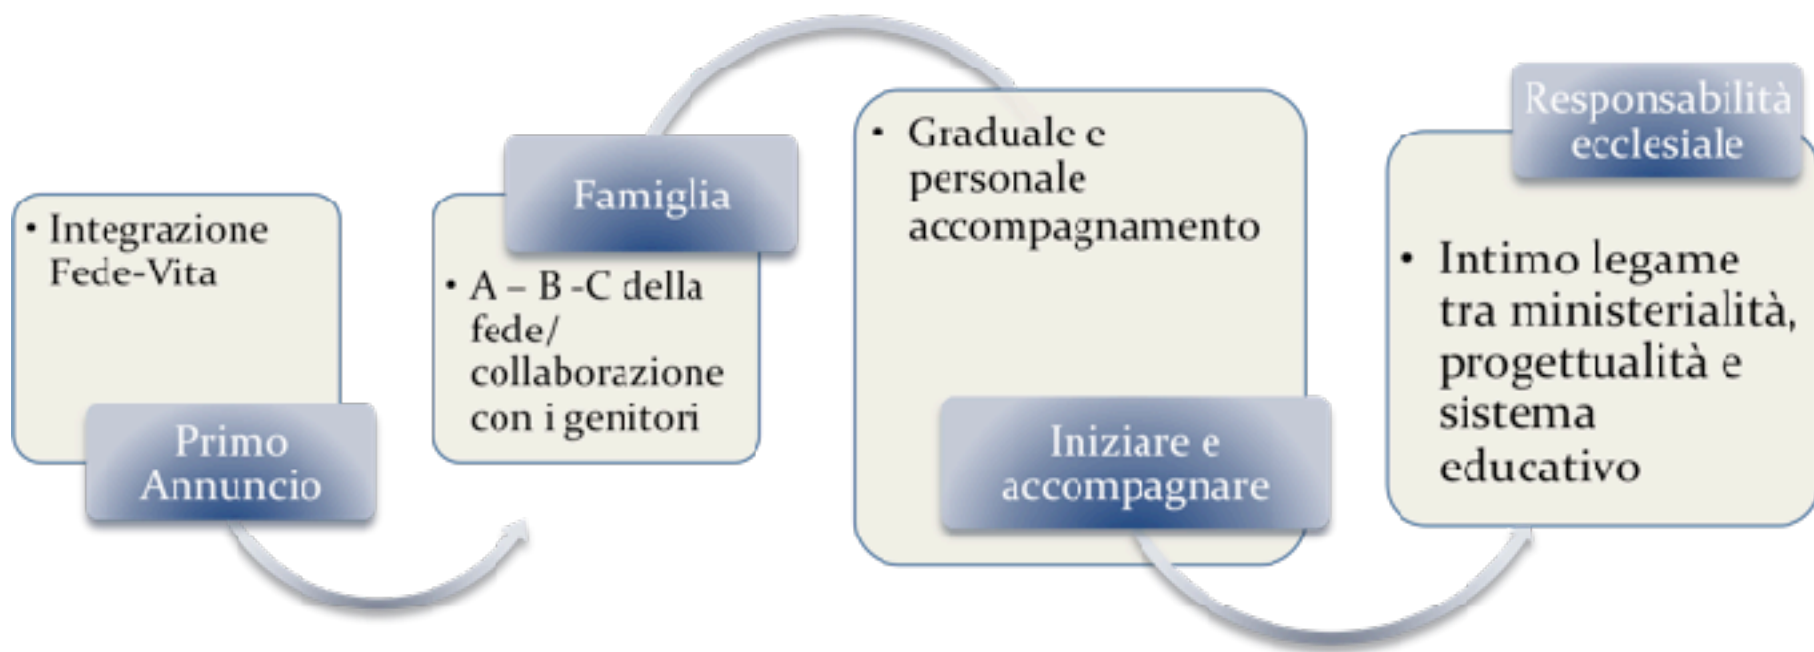 • Integrazione
Fede-Vita
Primo
Annuncio
Famiglia
• A – B -C della
fede/
collaborazione
con i genitori
• Graduale e
personale
accompagnamento
Iniziare e
accompagnare
Responsabilità
ecclesiale
• Intimo legame
tra ministerialità,
progettualità e
sistema
educativo